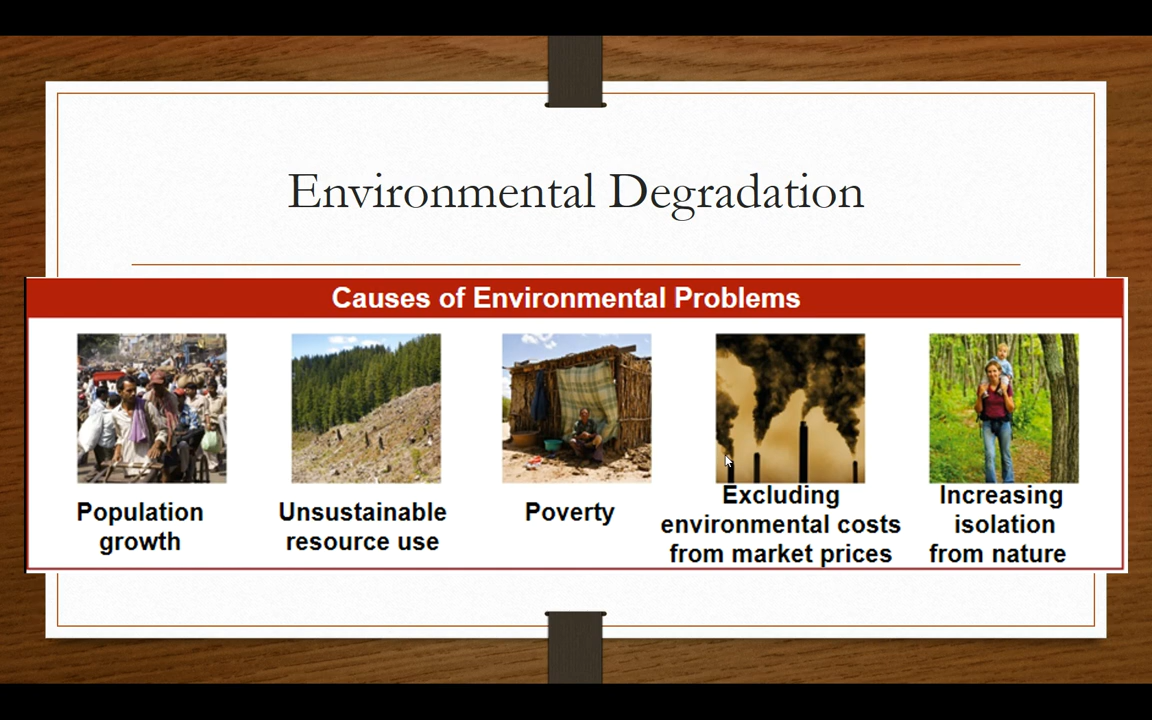 Environmental Degradation
Causes of Environmental Problems
Population
growth
Unsustainable
resource use
Poverty
Excluding
environmental costs
from market prices
Increasing
isolation
from nature